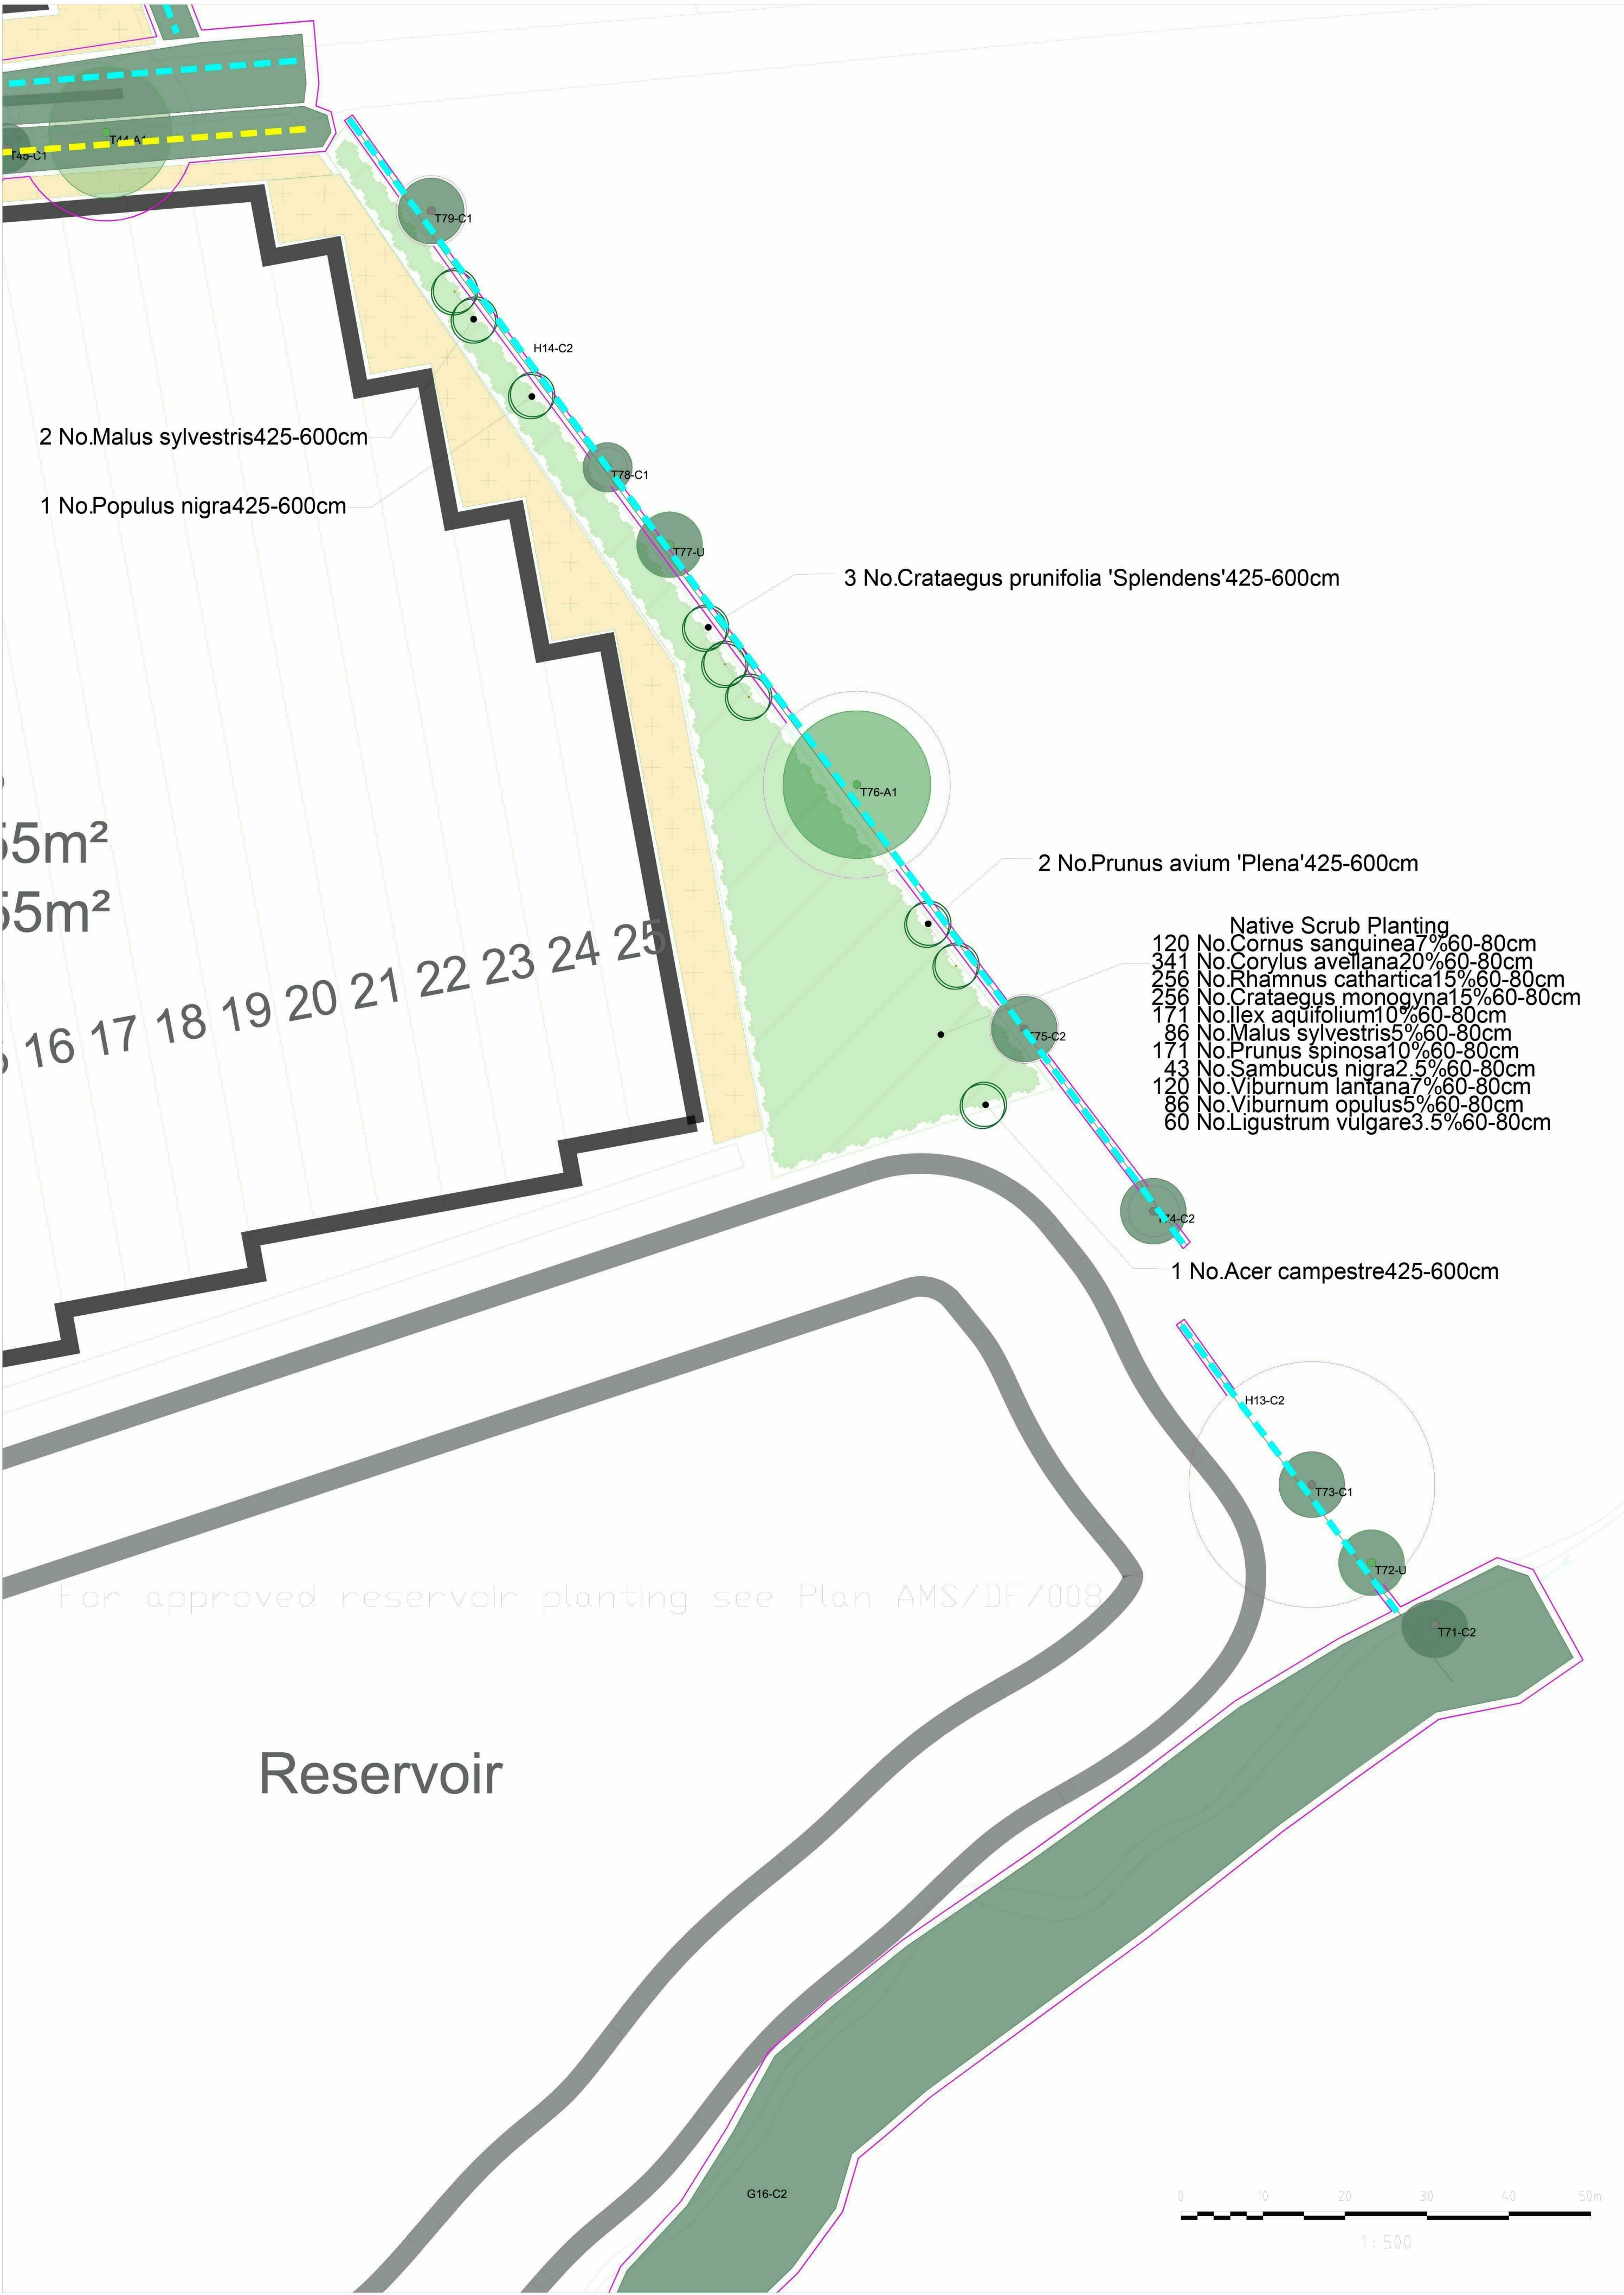 T44-A1
T45-C1
T79-C1
H14-C2
2 No.Malus sylvestris425-600cm
T78-C1
1 No.Populus nigra425-600cm
T77-U
3 No.Crataegus prunifolia 'Splendens'425-600cm
T76-A1
5m²
2 No.Prunus avium 'Plena'425-600cm
55m²
Native Scrub Planting
120 No.Cornus sanguinea7%60-80cm
341 No.Corylus avellana20%60-80cm
256 No.Rhamnus cathartica15%60-80cm
256 No.Crataegus monogyna15%60-80cm
171 No.Ilex aquifolium10%60-80cm
86 No.Malus sylvestris5%60-80cm
171 No.Prunus spinosa10%60-80cm
43 No.Sambucus nigra2.5%60-80cm
120 No.Viburnum lantana7%60-80cm
86 No.Viburnum opulus5%60-80cm
60 No.Ligustrum vulgare3.5%60-80cm
16 17 18 19 20 21 22 23 24 25
T75-C2
T74-C2
1 No.Acer campestre425-600cm
H13-C2
T73-C1
T72-U
For approved reservoir planting see Plan AMS/DF/008
T71-C2
Reservoir
G16-C2
0 10 20 30 40 50m
1:500